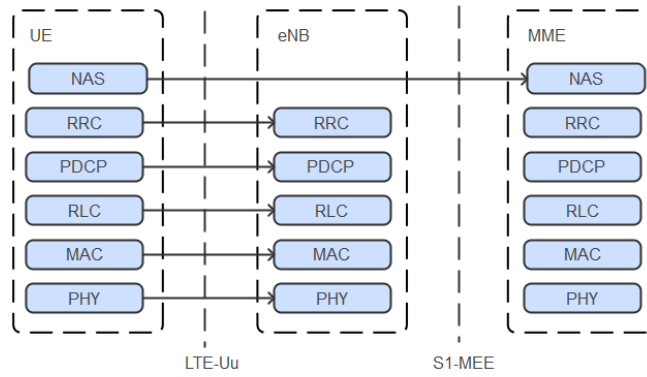 UE eNB MME
NAS NAS
RRC RRC RRC
PDCP PDCP PDCP
RLC RLC RLC
MAC MAC MAC
PHY PHY PHY
LTE-Uu S1-MEE